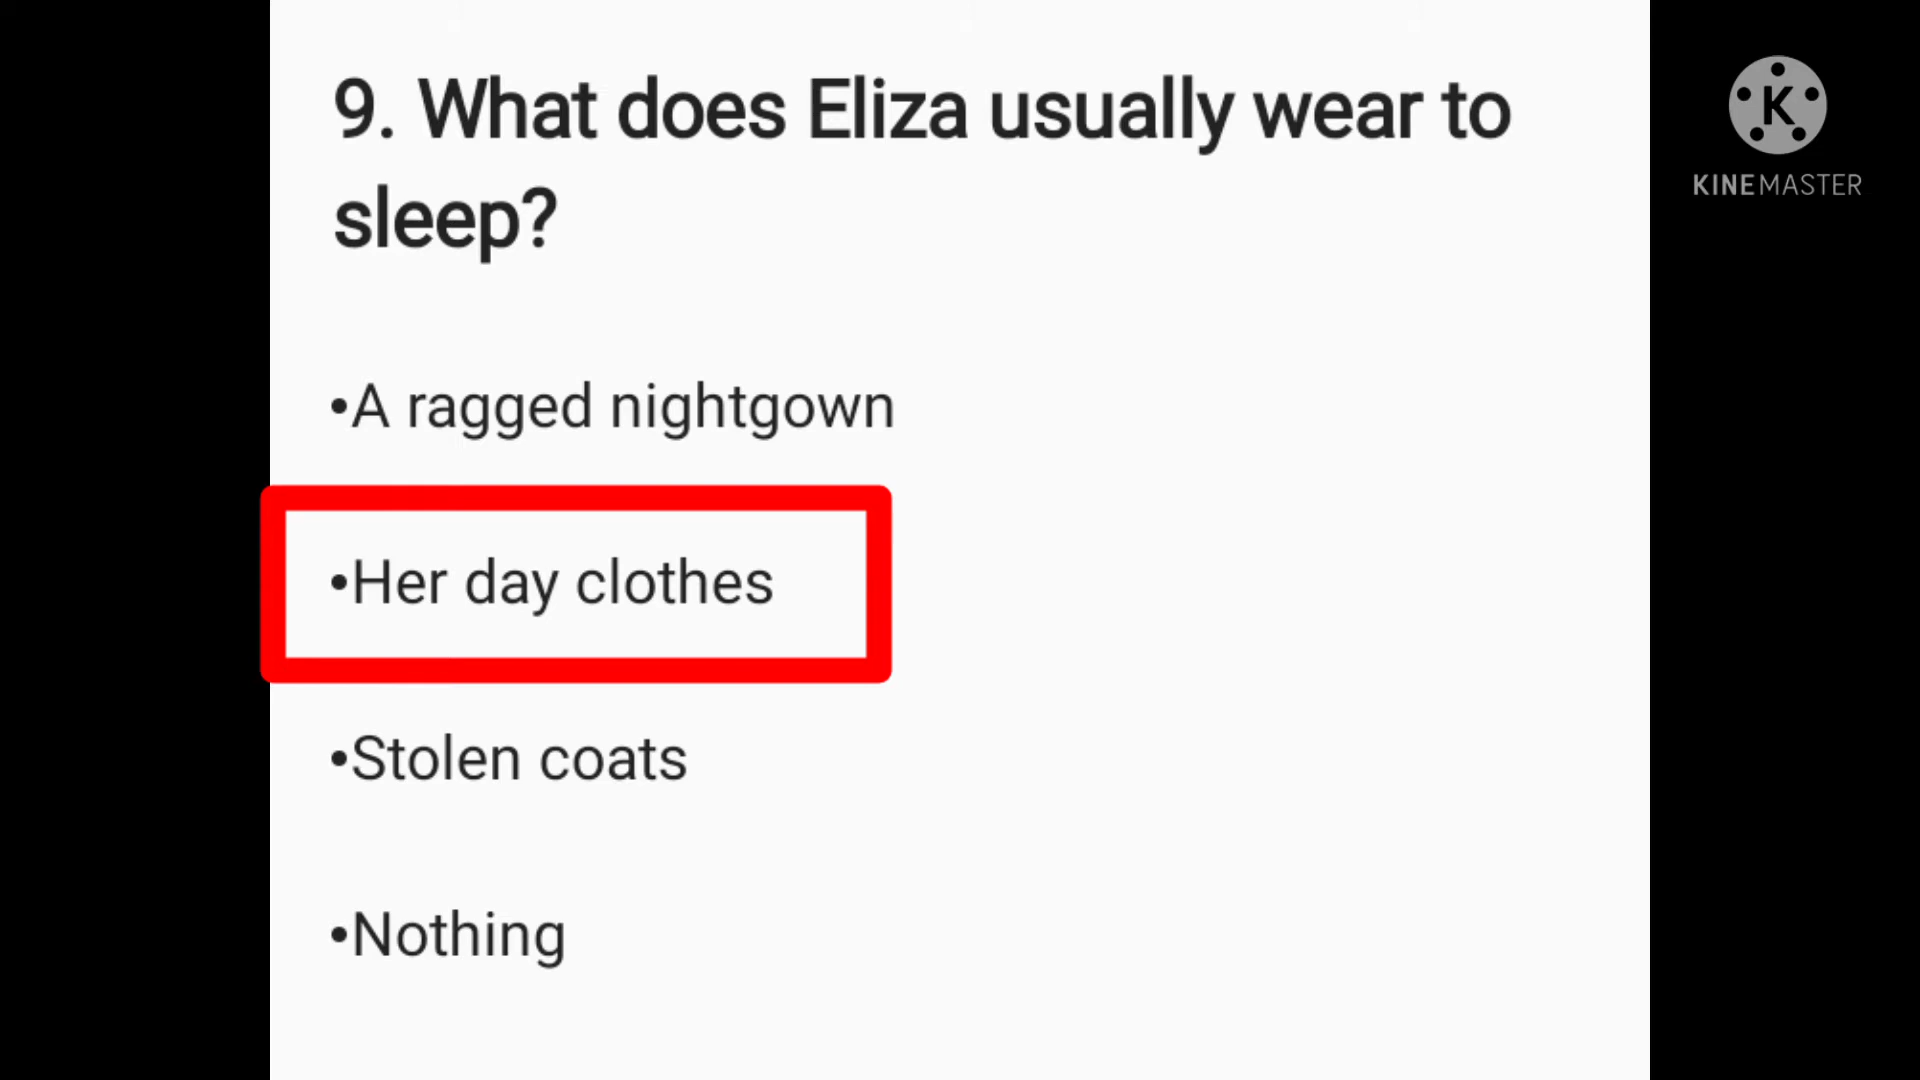 9. What does Eliza usually wear to
sleep?
•A ragged nightgown
•Her day clothes
•Stolen coats
•Nothing
K
KINEMASTER